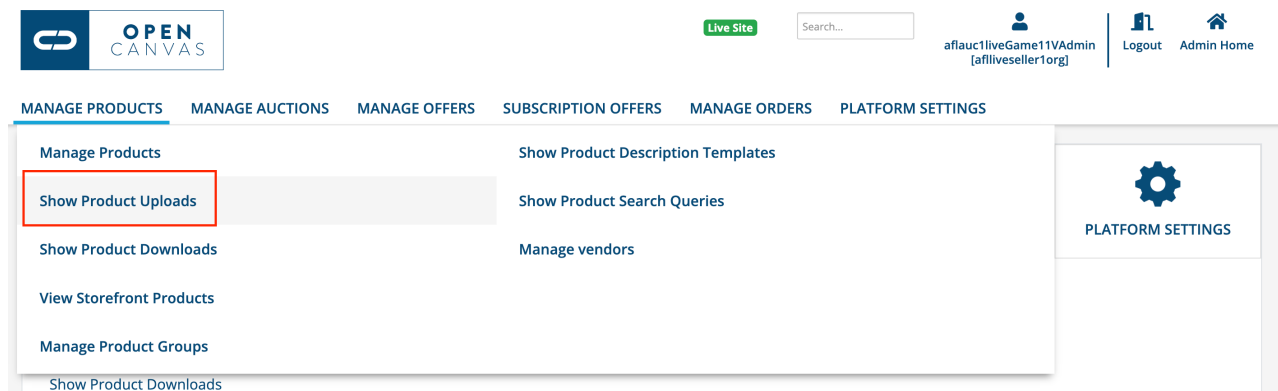 OPEN
CANVAS
Live Site
Search...
aflauc1liveGame11VAdmin
[aflliveseller1org]
Logout
Admin Home
MANAGE PRODUCTS
MANAGE AUCTIONS
MANAGE OFFERS
SUBSCRIPTION OFFERS
MANAGE ORDERS
PLATFORM SETTINGS
Manage Products
Show Product Uploads
Show Product Downloads
View Storefront Products
Manage Product Groups
Show Product Description Templates
Show Product Search Queries
Manage vendors
PLATFORM SETTINGS
Show Product Downloads